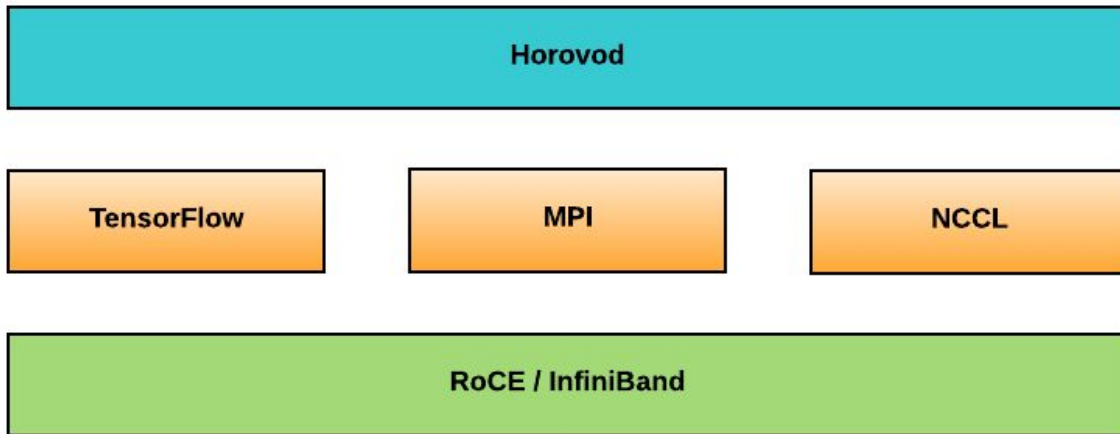 Horovod
TensorFlow
MPI
NCCL
RoCE / InfiniBand